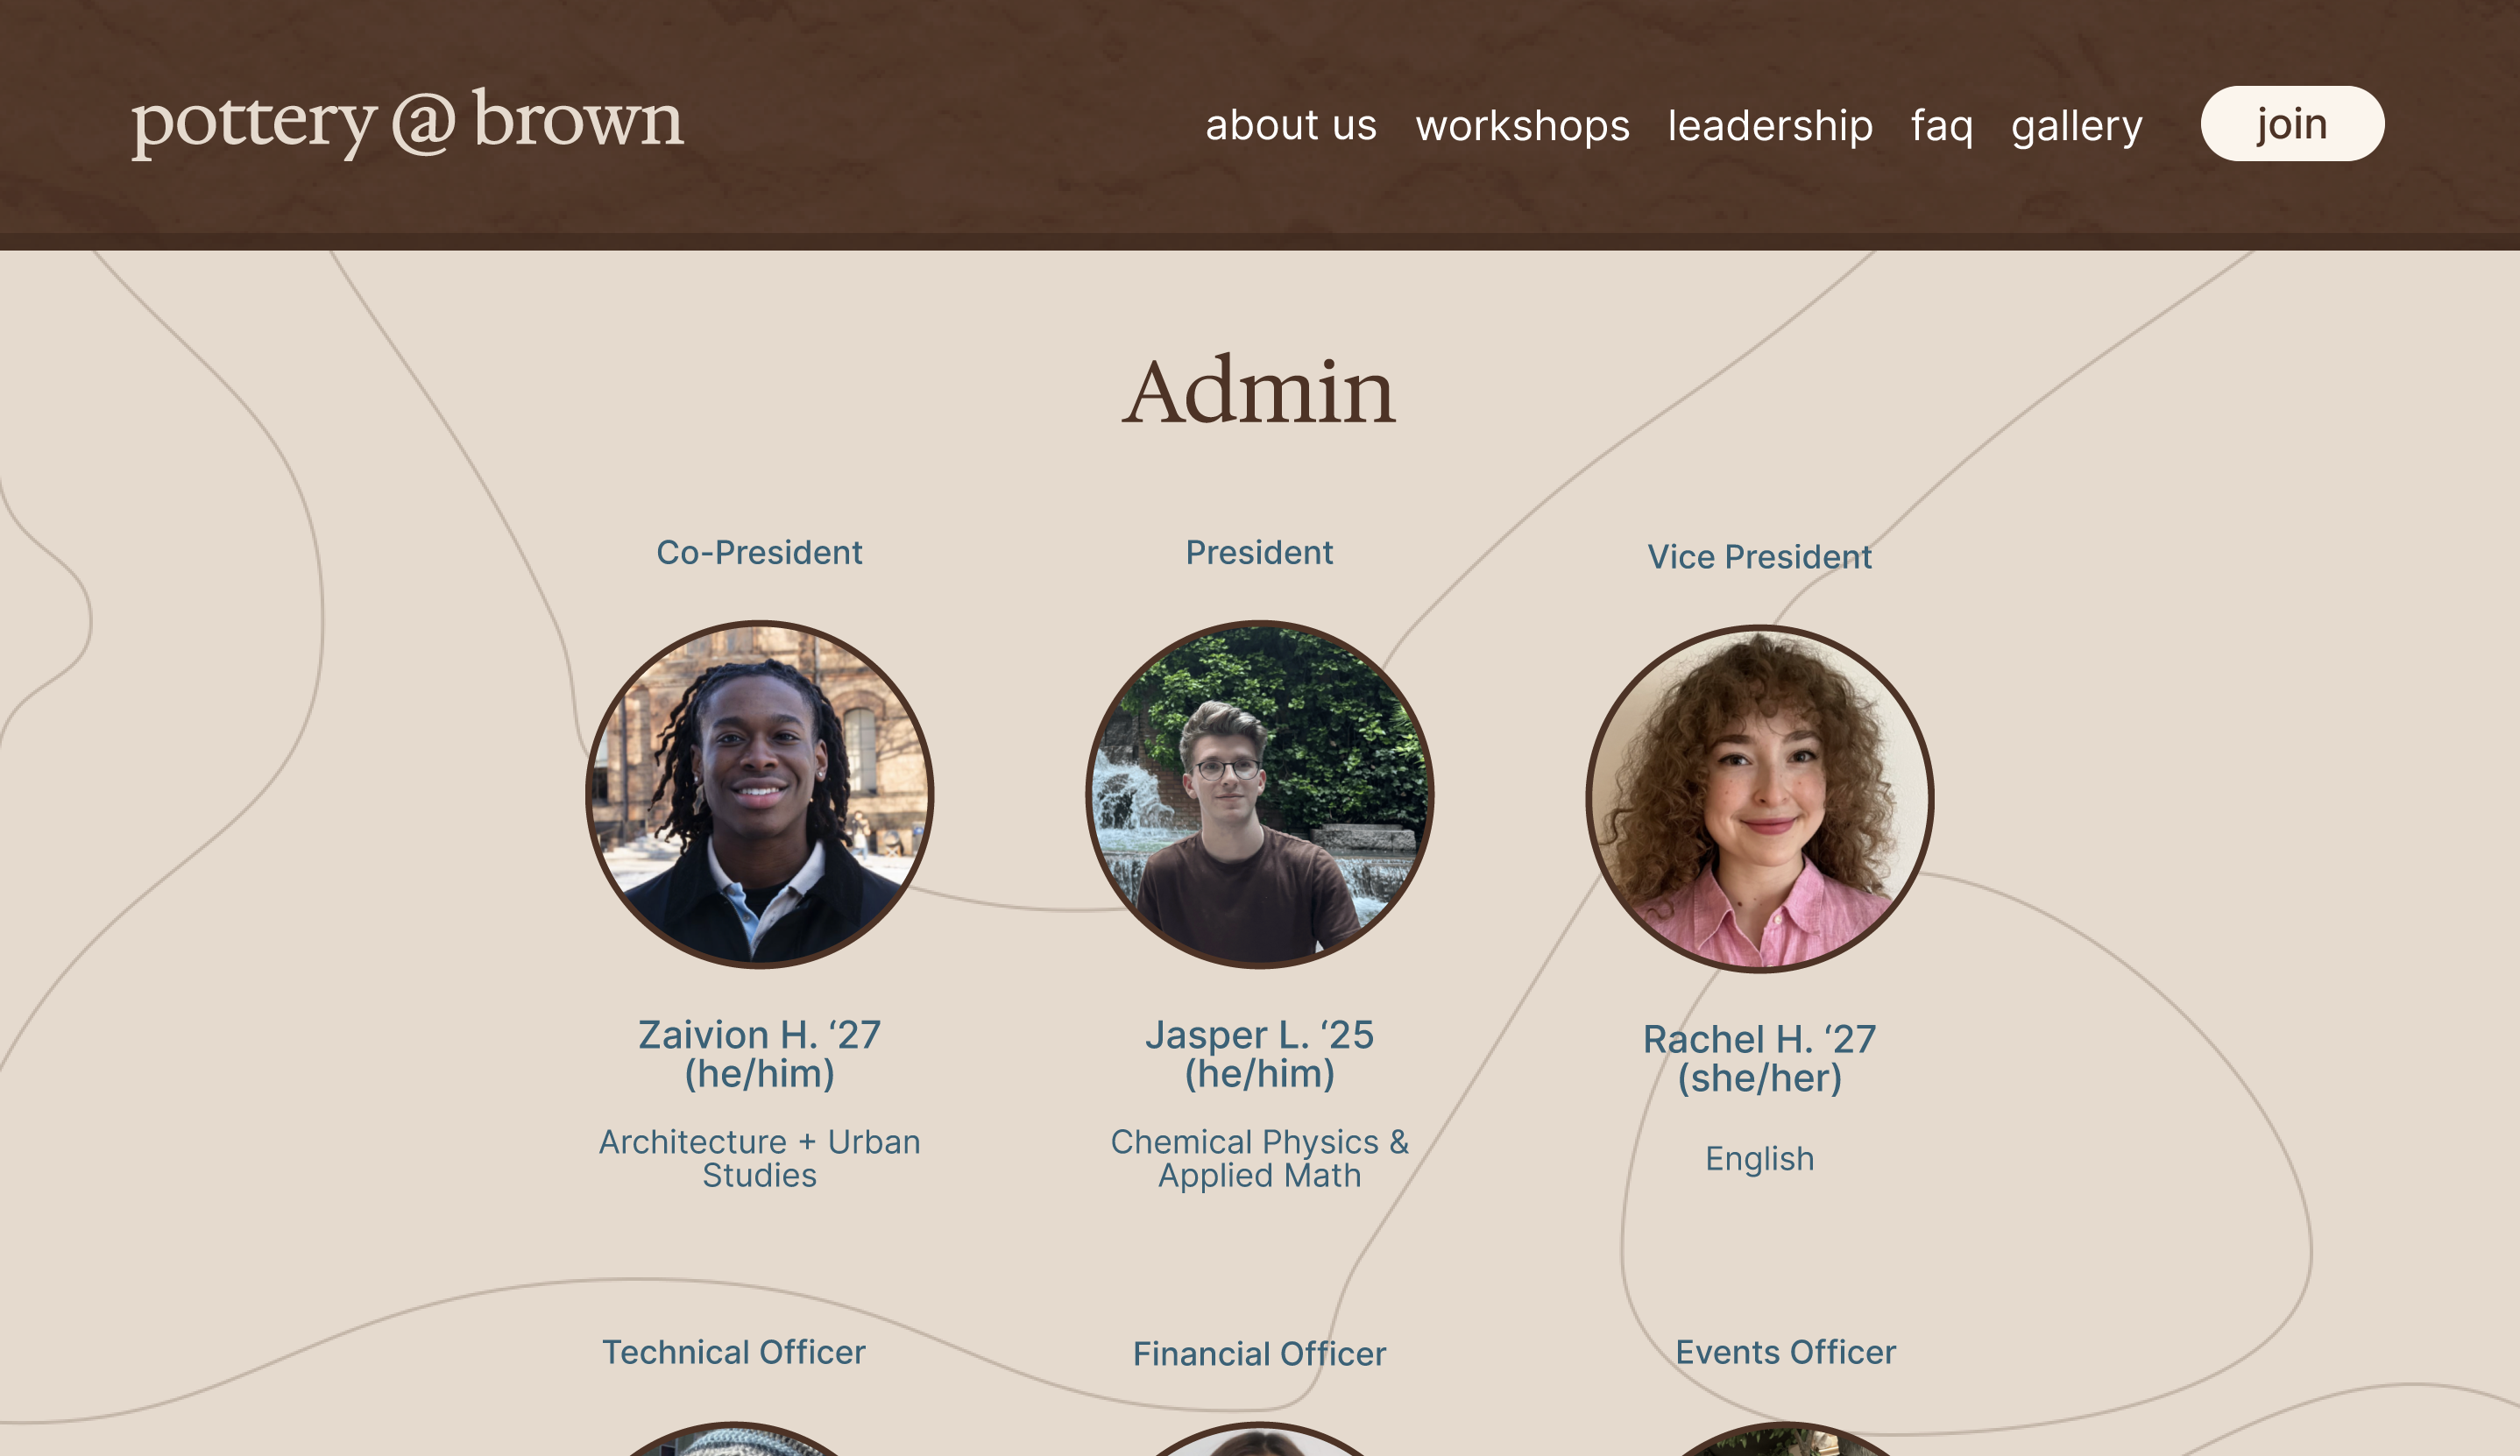 pottery @ brown
about us workshops leadership faq gallery join
Admin
Co-President
President
Vice President
Zaivion H. ‘27
(he/him)
Architecture + Urban
Studies
Jasper L. ‘25
(he/him)
Chemical Physics &
Applied Math
Rachel H. ‘27
(she/her)
English
Technical Officer
Financial Officer
Events Officer